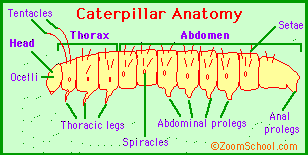 Caterpillar Anatomy
Tentacles
Setae
Thorax
Abdomen
Head
Ocelli
Thoracic legs
Abdominal prolegs
Anal
prolegs
Spiracles
©ZoomSchool.com